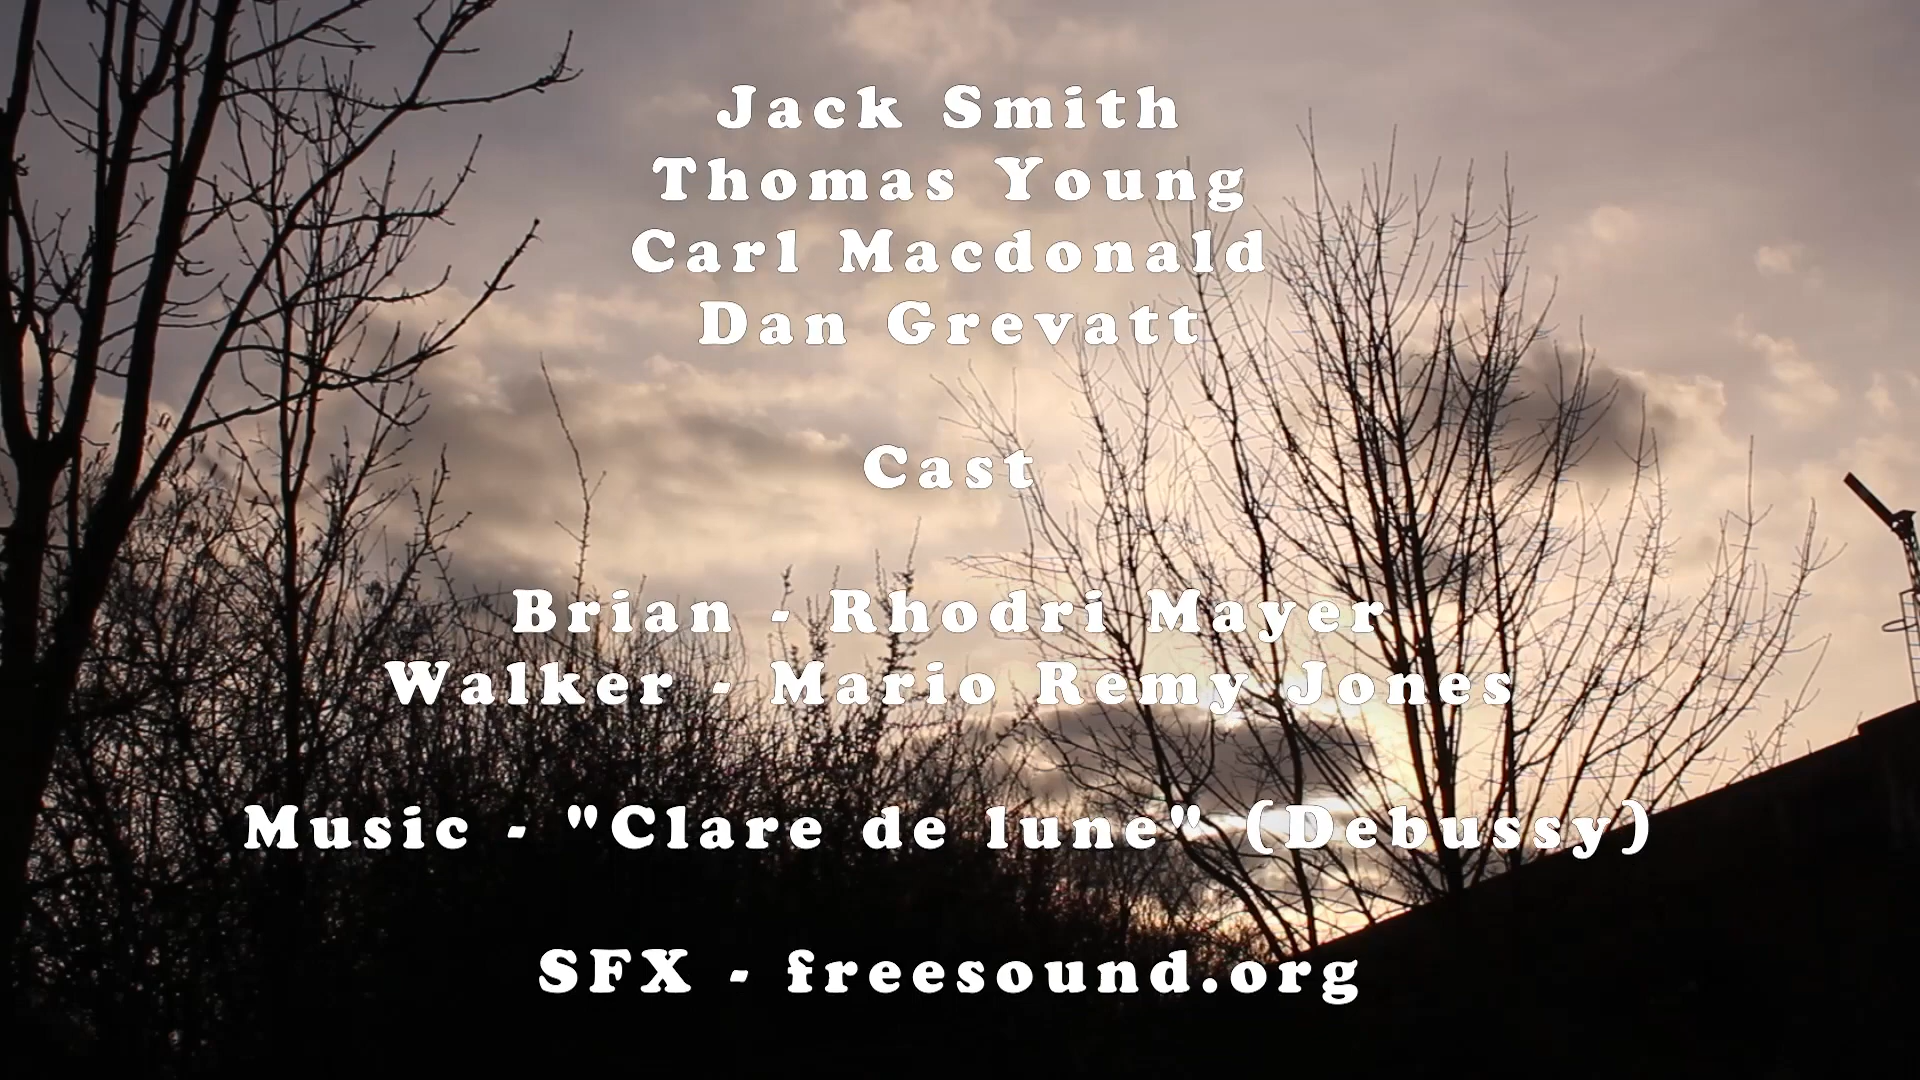 Jack Smith
Thomas Young
Carl Macdonald
Dan Grevatt
Cast
Brian - Rhodri Mayer
Walker - Mario Remy Jones
Music - "Clare de lune" (Debussy)
SFX - freesound.org